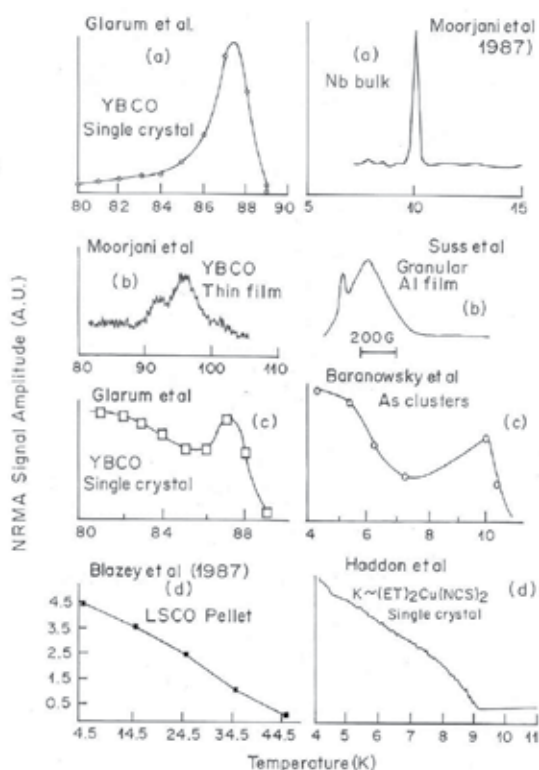 Glarum et al.
(a)
YBCO
Single crystal
80 82 84 86 88 90
Moorjani et al
1987)
(a)
Nb bulk
5 10 15
Moorjani et al
(b)
YBCO
Thin film
80 90 100 110
Suss et al
Granular
Al film
(b)
200G
Glarum et al
(c)
YBCO
Single crystal
80 84 88
Baranowsky et al
As clusters
(c)
4 6 8 10
Blazey et al (1987)
(d)
LSCO Pellet
4.5
3.5
2.5
1.5
0.5
4.5 14.5 24.5 34.5 44.5
Haddon et al
K~(ET)2Cu(NCS)2
(d)
Single crystal
4 5 6 7 8 9 10 11
NRMA Signal Amplitude (A.U.)
Temperature (K)